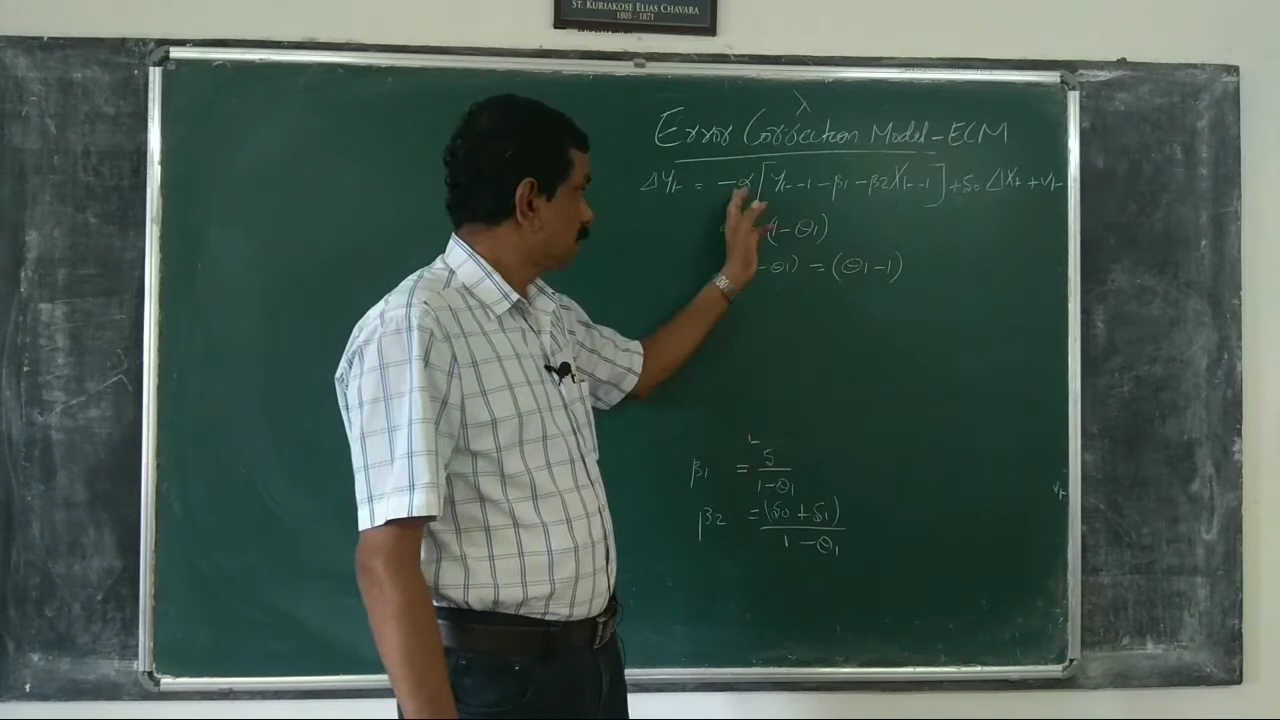 ST. KURIAKOSE ELIAS CHAVARA
1805 - 1871
λ
Error Correction Model - ECM
ΔYt = -α[Yt-1 - β1 - β2Xt-1] + δ0 ΔXt + vt
(1-θ1)
-θ1) = (θ1-1)
β1 = δ / 1-θ1
β2 = (δ0+δ1) / 1-θ1
vt